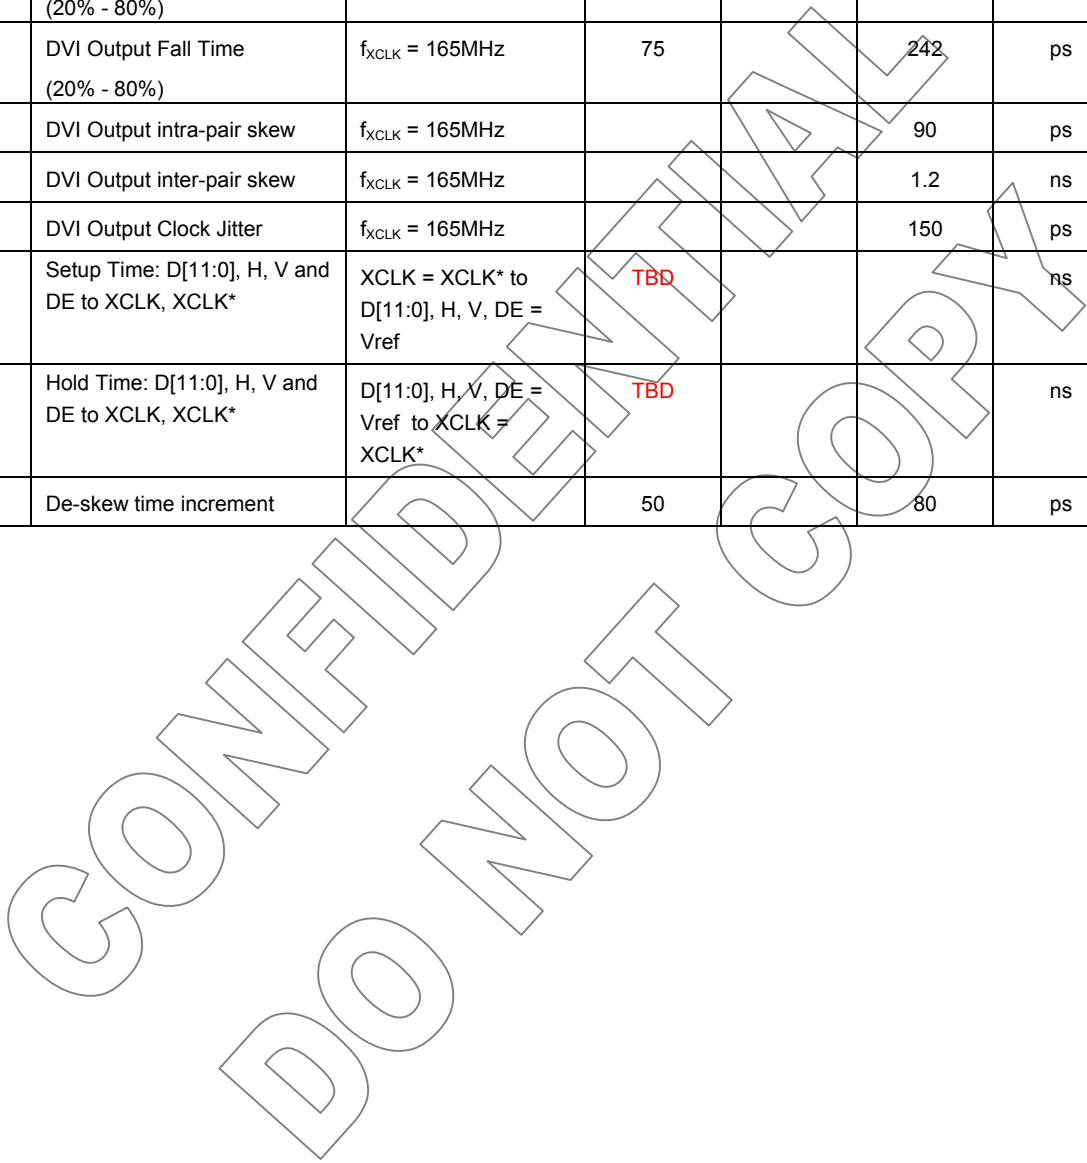 (20% - 80%)
DVI Output Fall Time
(20% - 80%)
fXCLK = 165MHz
75
242
ps
DVI Output intra-pair skew
fXCLK = 165MHz
90
ps
DVI Output inter-pair skew
fXCLK = 165MHz
1.2
ns
DVI Output Clock Jitter
fXCLK = 165MHz
150
ps
Setup Time: D[11:0], H, V and
DE to XCLK, XCLK*
XCLK = XCLK* to
D[11:0], H, V, DE =
Vref
TBD
ns
Hold Time: D[11:0], H, V and
DE to XCLK, XCLK*
D[11:0], H, V, DE =
Vref to XCLK =
XCLK*
TBD
ns
De-skew time increment
50
80
ps
CONFIDENTIAL
DO NOT COPY